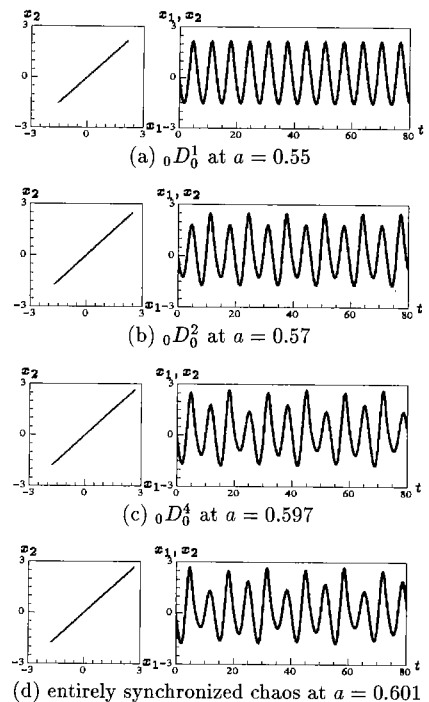 x₂ x₁, x₂
3 3
0 0
−3 −3
−3 0 3 x₁ 0 20 40 60 80 t
(a) ₀D₀¹ at a = 0.55
x₂ x₁, x₂
3 3
0 0
−3 −3
−3 0 3 x₁ 0 20 40 60 80 t
(b) ₀D₀² at a = 0.57
x₂ x₁, x₂
3 3
0 0
−3 −3
−3 0 3 x₁ 0 20 40 60 80 t
(c) ₀D₀⁴ at a = 0.597
x₂ x₁, x₂
3 3
0 0
−3 −3
−3 0 3 x₁ 0 20 40 60 80 t
(d) entirely synchronized chaos at a = 0.601